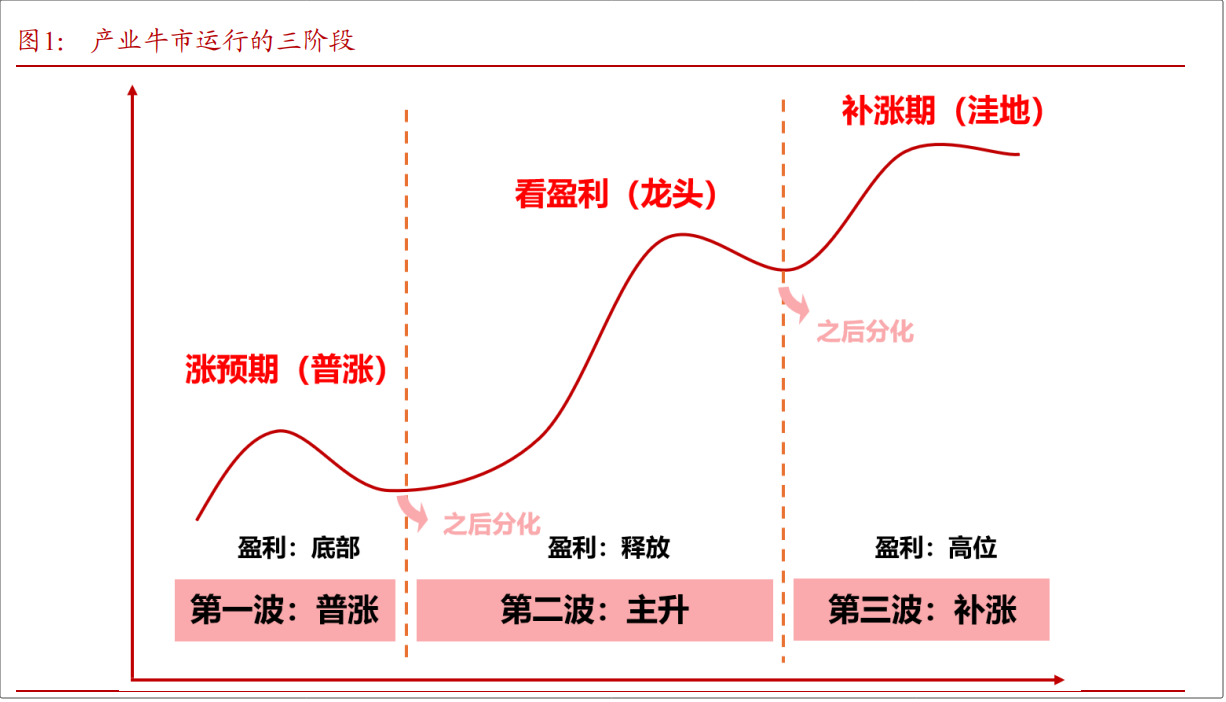 图1： 产业牛市运行的三阶段
补涨期（洼地）
看盈利（龙头）
涨预期（普涨）
之后分化
之后分化
盈利：底部
盈利：释放
盈利：高位
第一波：普涨
第二波：主升
第三波：补涨